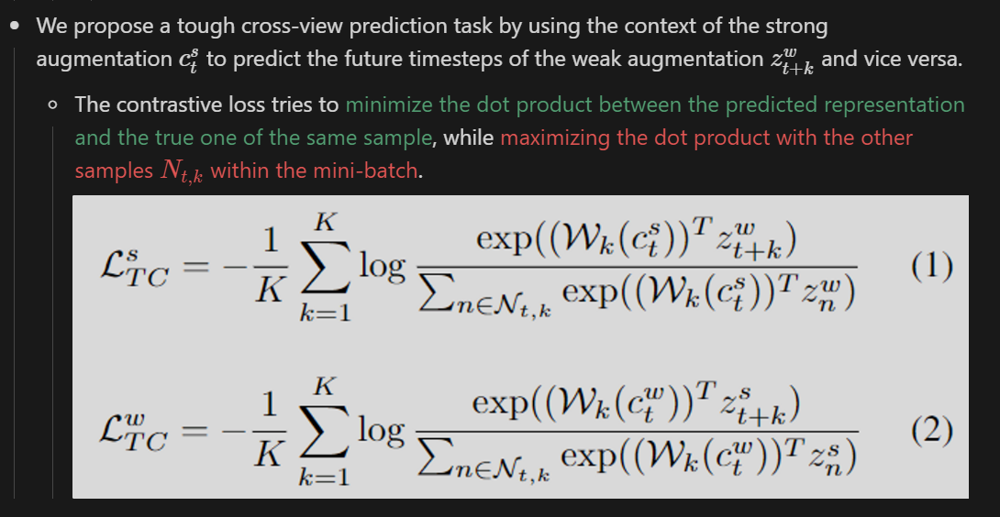 We propose a tough cross-view prediction task by using the context of the strong
augmentation $c_t^s$ to predict the future timesteps of the weak augmentation $z_{t+k}^w$ and vice versa.
The contrastive loss tries to minimize the dot product between the predicted representation
and the true one of the same sample, while maximizing the dot product with the other
samples $N_{t,k}$ within the mini-batch.
$\mathcal{L}_{TC}^s = -\frac{1}{K} \sum_{k=1}^{K} \log \frac{\exp((\mathcal{W}_k(c_t^s))^T z_{t+k}^w)}{\sum_{n \in \mathcal{N}_{t,k}} \exp((\mathcal{W}_k(c_t^s))^T z_n^w)}$ (1)
$\mathcal{L}_{TC}^w = -\frac{1}{K} \sum_{k=1}^{K} \log \frac{\exp((\mathcal{W}_k(c_t^w))^T z_{t+k}^s)}{\sum_{n \in \mathcal{N}_{t,k}} \exp((\mathcal{W}_k(c_t^w))^T z_n^s)}$ (2)